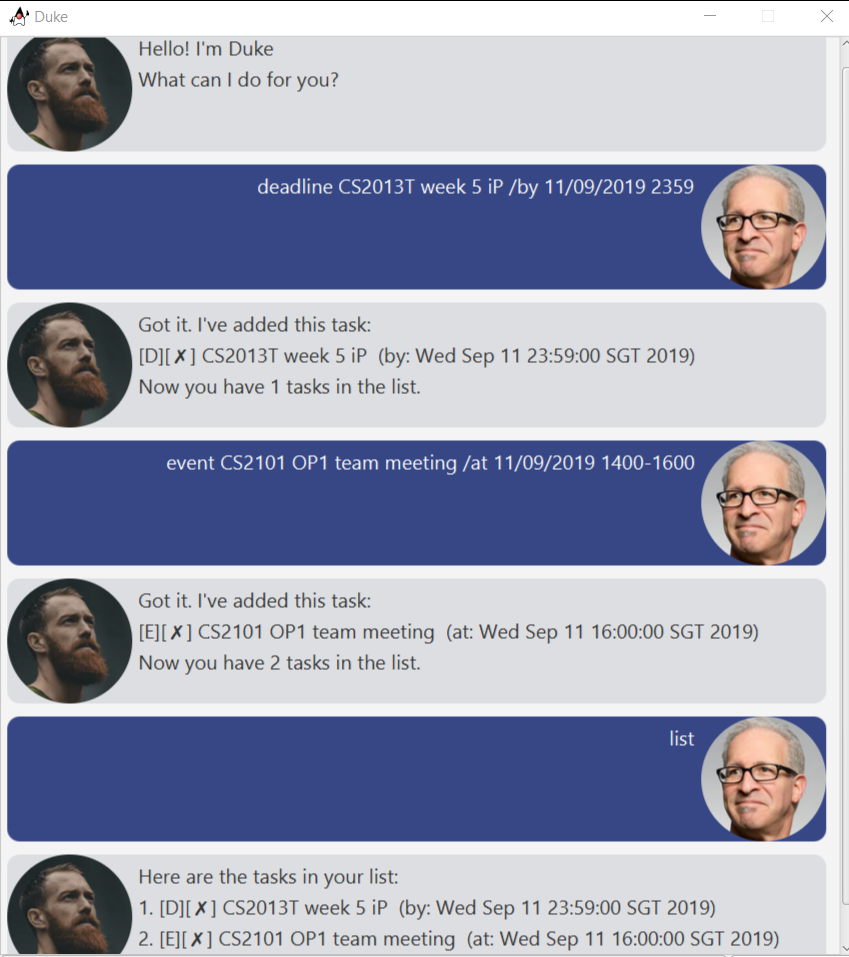 Duke
Hello! I'm Duke
What can I do for you?
deadline CS2013T week 5 iP /by 11/09/2019 2359
Got it. I've added this task:
[D][✗] CS2013T week 5 iP  (by: Wed Sep 11 23:59:00 SGT 2019)
Now you have 1 tasks in the list.
event CS2101 OP1 team meeting /at 11/09/2019 1400-1600
Got it. I've added this task:
[E][✗] CS2101 OP1 team meeting  (at: Wed Sep 11 16:00:00 SGT 2019)
Now you have 2 tasks in the list.
list
Here are the tasks in your list:
1. [D][✗] CS2013T week 5 iP  (by: Wed Sep 11 23:59:00 SGT 2019)
2. [E][✗] CS2101 OP1 team meeting  (at: Wed Sep 11 16:00:00 SGT 2019)